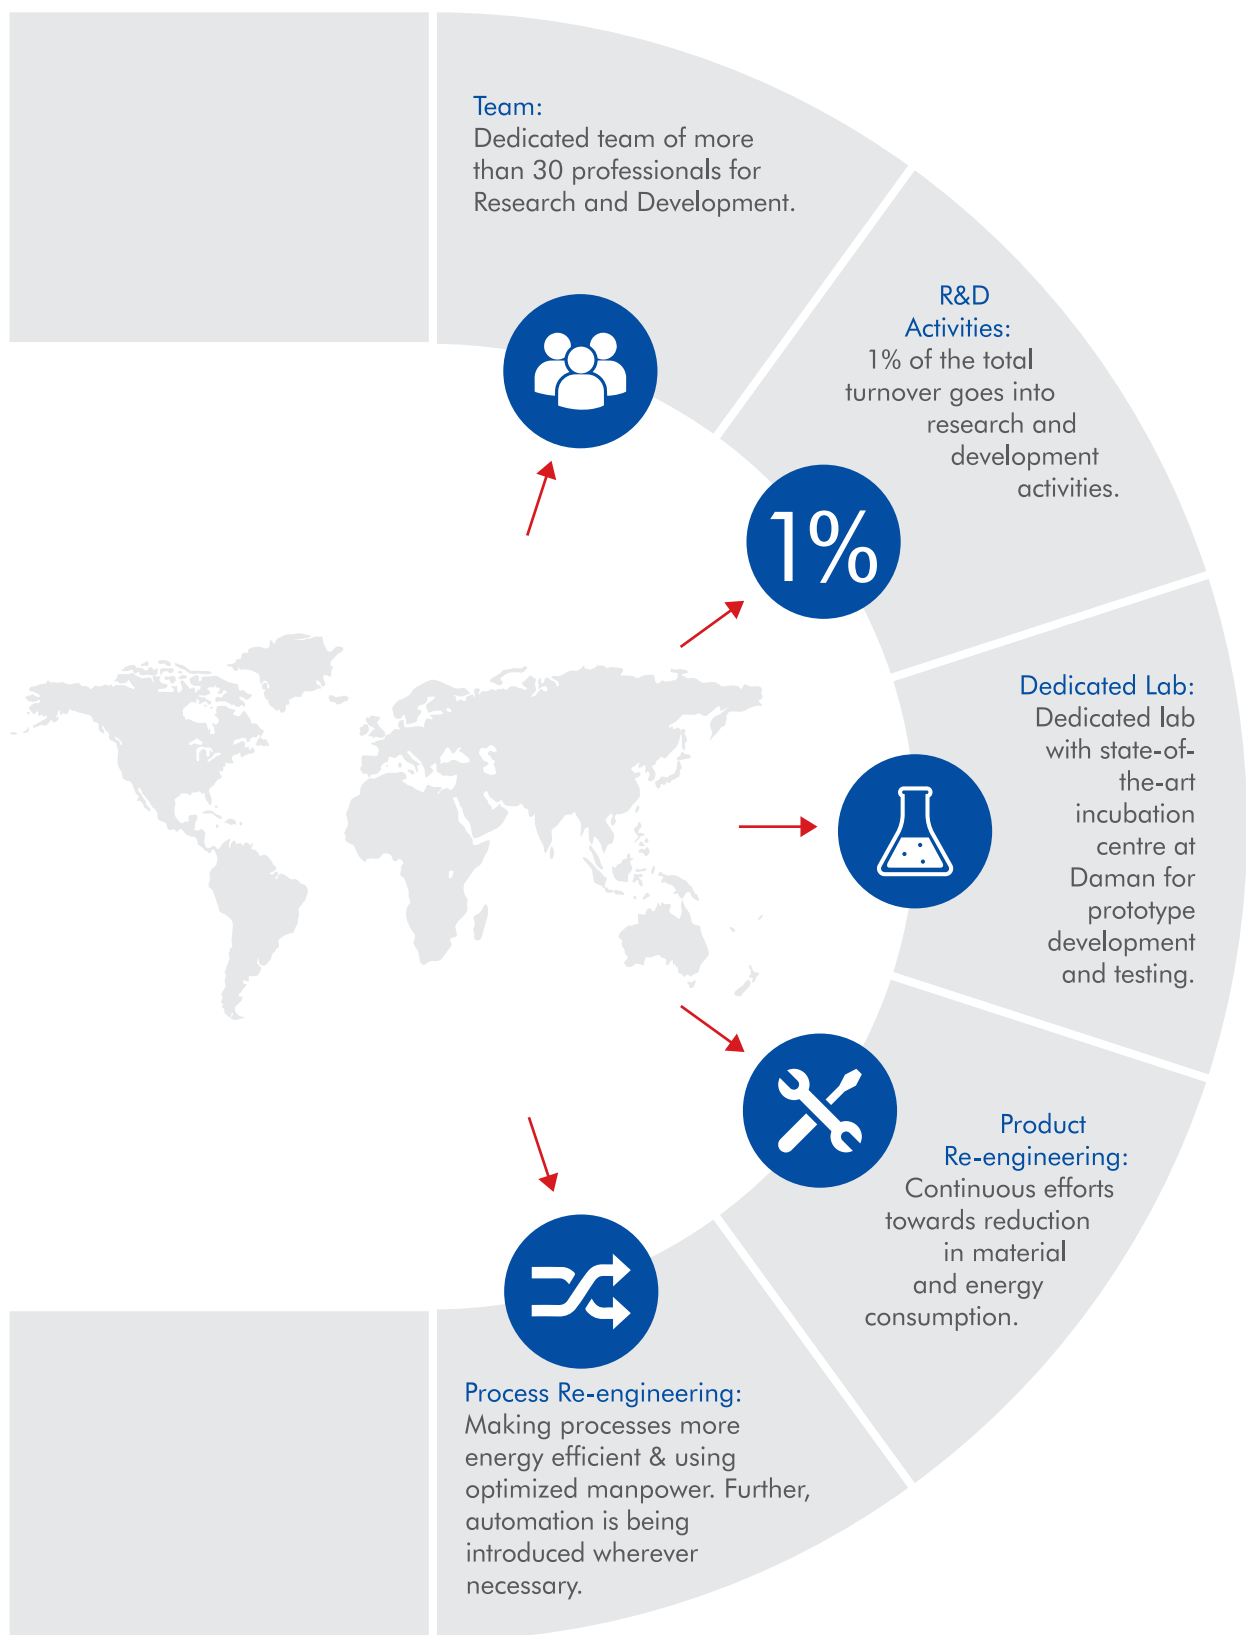 Team:
Dedicated team of more
than 30 professionals for
Research and Development.
R&D
Activities:
1% of the total
turnover goes into
research and
development
activities.
1%
Dedicated Lab:
Dedicated lab
with state-of-
the-art
incubation
centre at
Daman for
prototype
development
and testing.
Product
Re-engineering:
Continuous efforts
towards reduction
in material
and energy
consumption.
Process Re-engineering:
Making processes more
energy efficient & using
optimized manpower. Further,
automation is being
introduced wherever
necessary.